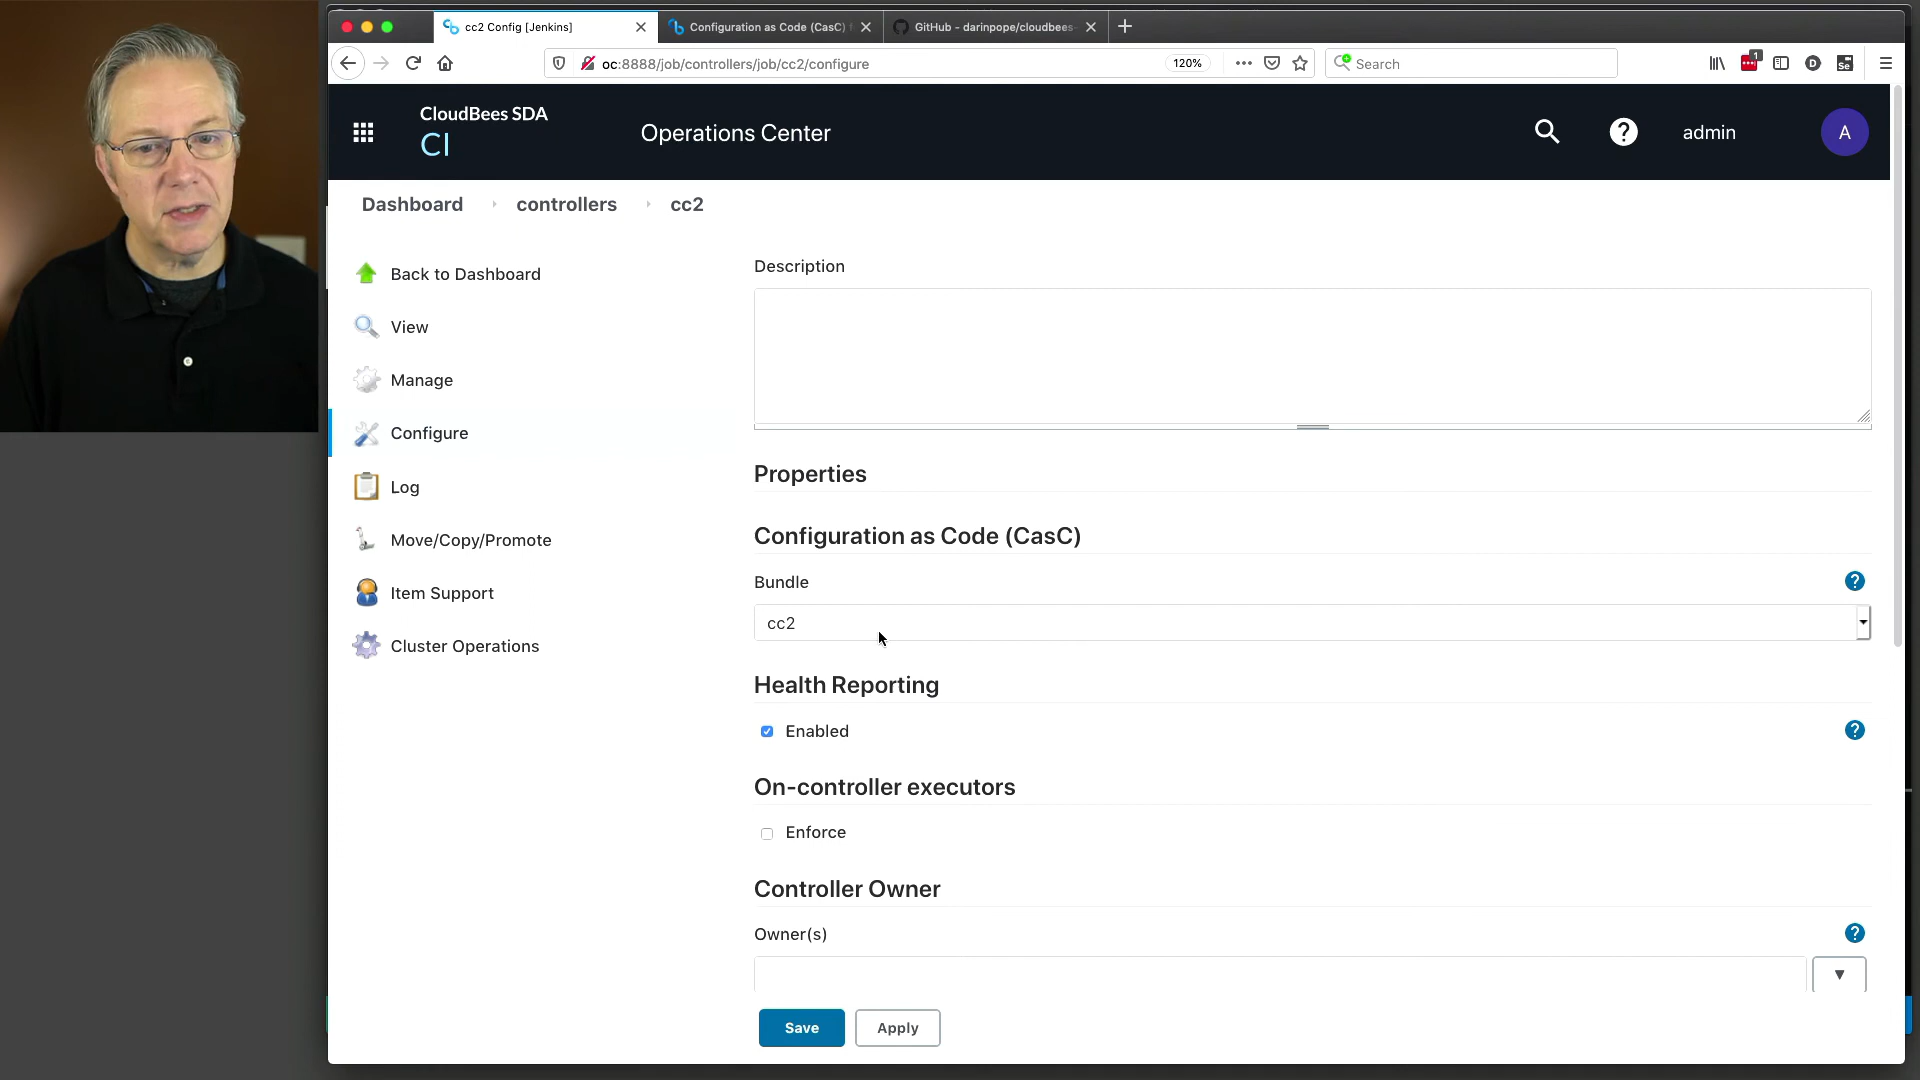 cc2 Config [Jenkins]
Configuration as Code (CasC)
GitHub - darinpope/cloudbees-
oc:8888/job/controllers/job/cc2/configure
120%
Search
1
D
Se
CloudBees SDA
CI
Operations Center
?
admin
A
Dashboard
controllers
cc2
Back to Dashboard
View
Manage
Configure
Log
Move/Copy/Promote
Item Support
Cluster Operations
Description
Properties
Configuration as Code (CasC)
Bundle
?
cc2
Health Reporting
Enabled
?
On-controller executors
Enforce
Controller Owner
Owner(s)
?
Save
Apply